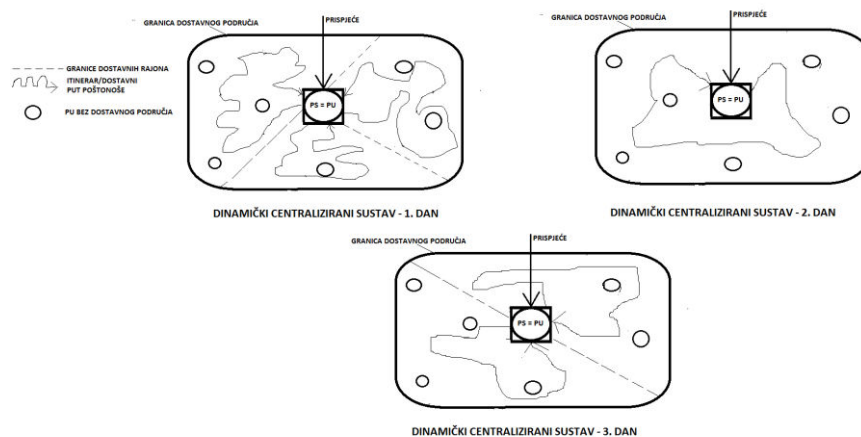 GRANICA DOSTAVNOG PODRUČJA
PRISPJEĆE
GRANICE DOSTAVNIH RAJONA
ITINERAR/DOSTAVNI
PUT POŠTONOŠE
PU BEZ DOSTAVNOG PODRUČJA
PS = PU
DINAMIČKI CENTRALIZIRANI SUSTAV - 1. DAN
GRANICA DOSTAVNOG PODRUČJA
PRISPJEĆE
PS = PU
DINAMIČKI CENTRALIZIRANI SUSTAV - 2. DAN
GRANICA DOSTAVNOG PODRUČJA
PRISPJEĆE
PS = PU
DINAMIČKI CENTRALIZIRANI SUSTAV - 3. DAN